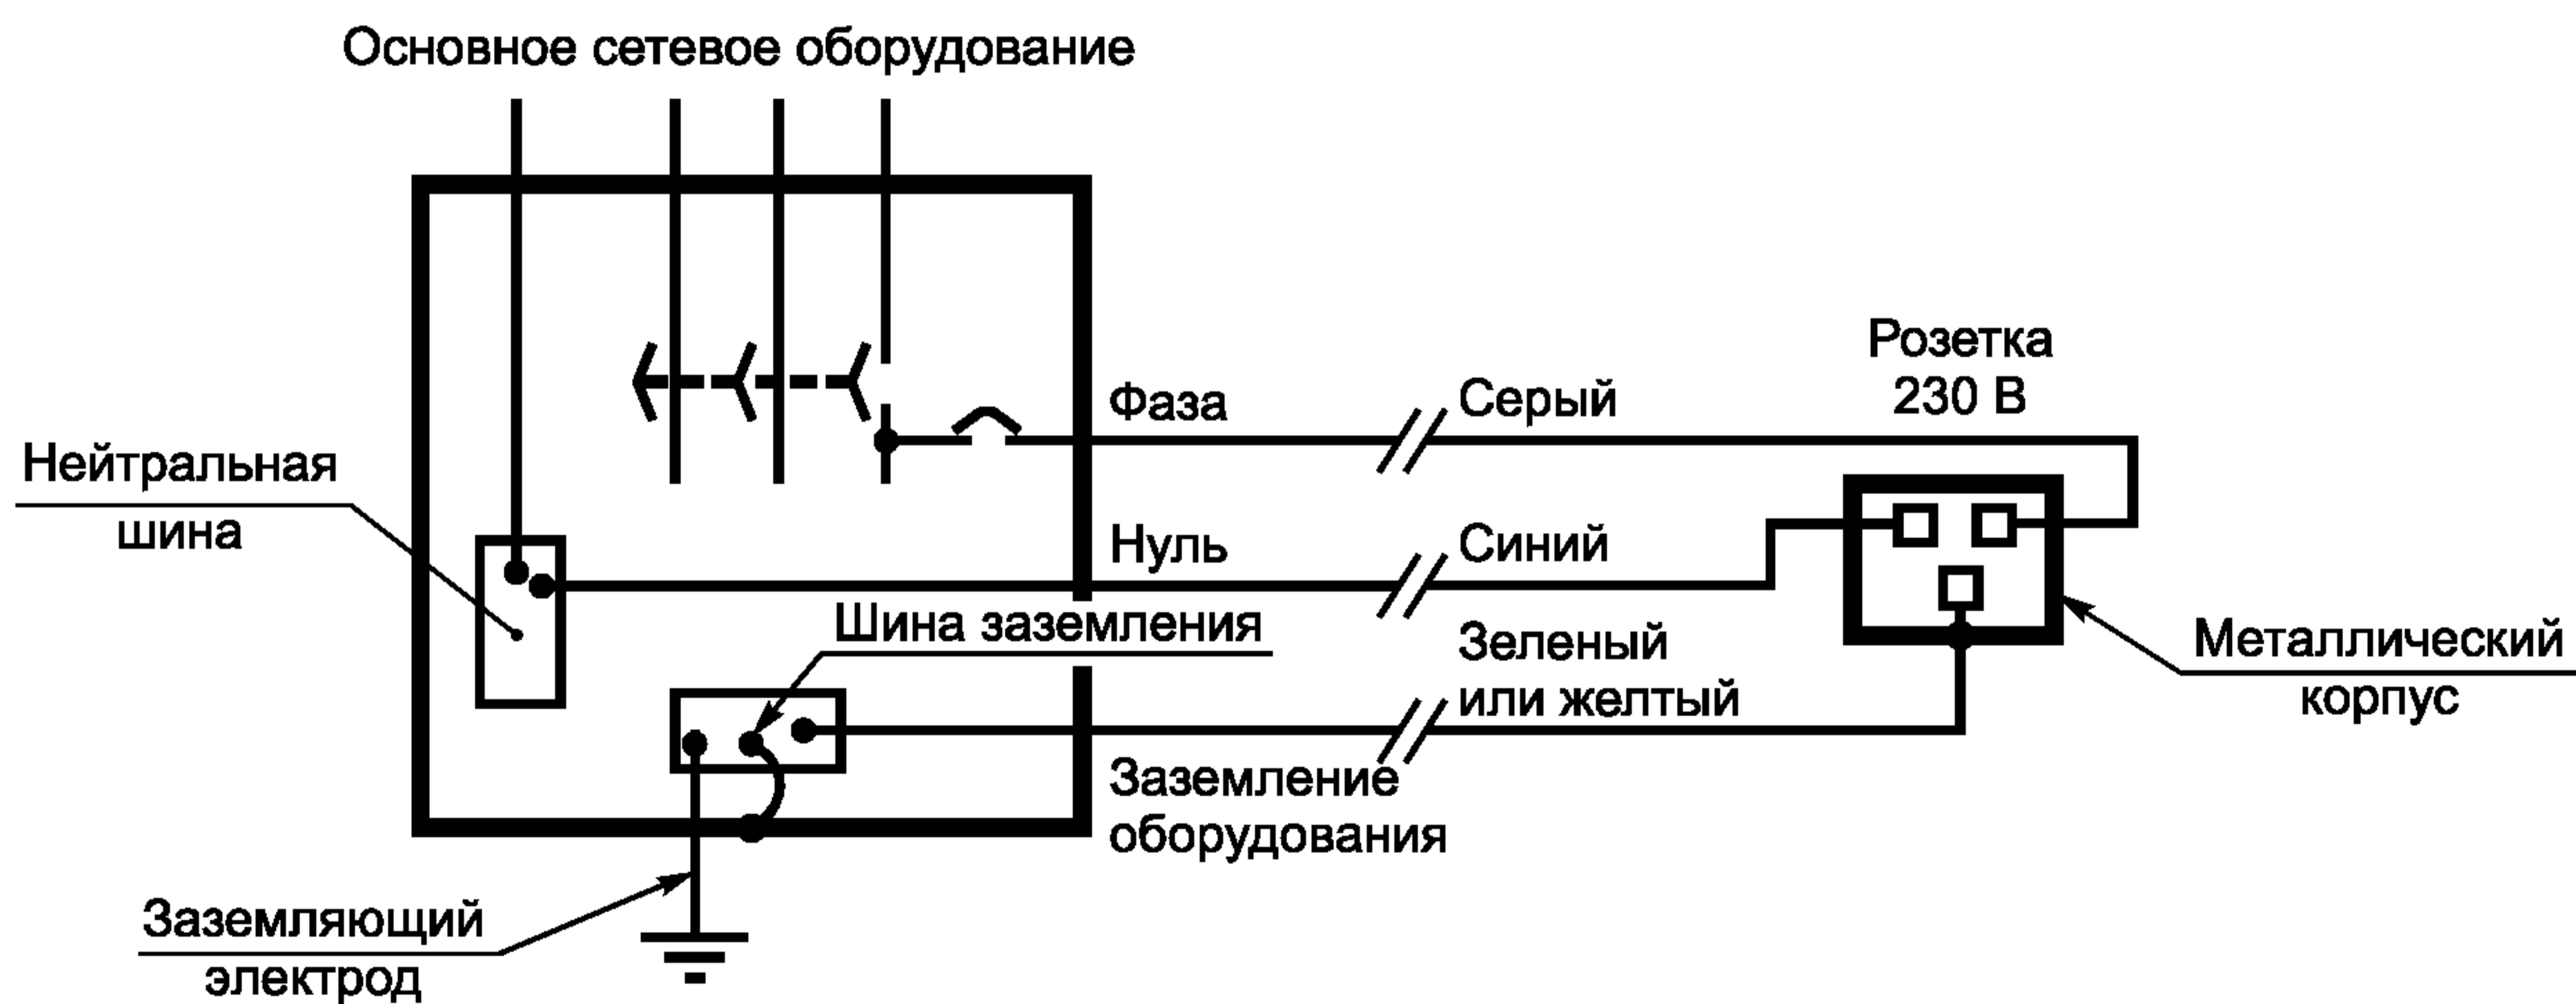 Основное сетевое оборудование
Розетка
230 В
Фаза
Серый
Нейтральная
шина
Нуль
Синий
Шина заземления
Зеленый
или желтый
Металлический
корпус
Заземление
оборудования
Заземляющий
электрод